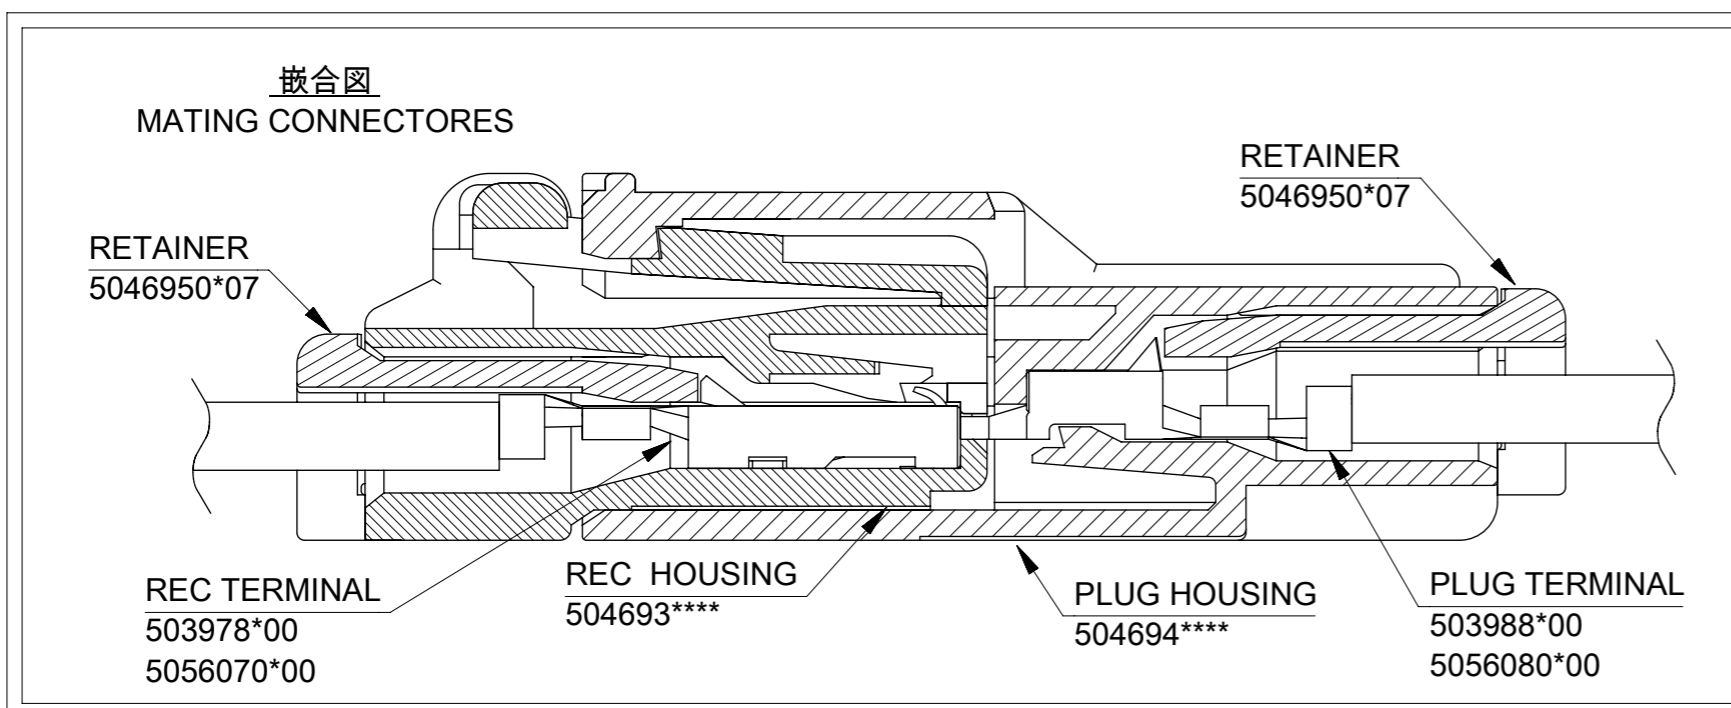 嵌合図
MATING CONNECTORES
RETAINER
5046950*07
RETAINER
5046950*07
REC TERMINAL
503978*00
5056070*00
REC HOUSING
504693****
PLUG HOUSING
504694****
PLUG TERMINAL
503988*00
5056080*00